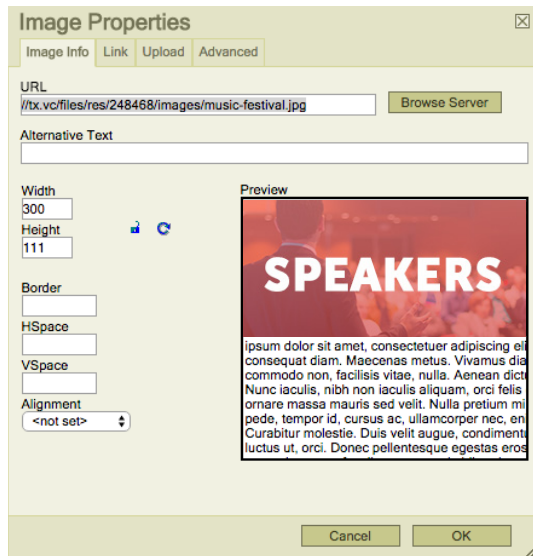 Image Properties
Image Info Link Upload Advanced
URL
//tx.vc/files/res/248468/images/music-festival.jpg
Browse Server
Alternative Text
Width
300
Height
111
Border
HSpace
VSpace
Alignment
<not set>
Preview
SPEAKERS
ipsum dolor sit amet, consectetuer adipiscing eli
consequat diam. Maecenas metus. Vivamus dia
commodo non, facilisis vitae, nulla. Aenean dictu
Nunc iaculis, nibh non iaculis aliquam, orci felis
ornare massa mauris sed velit. Nulla pretium mi
pede, tempor id, cursus ac, ullamcorper nec, en
Curabitur molestie. Duis velit augue, condimentu
luctus ut, orci. Donec pellentesque egestas eros
Cancel OK